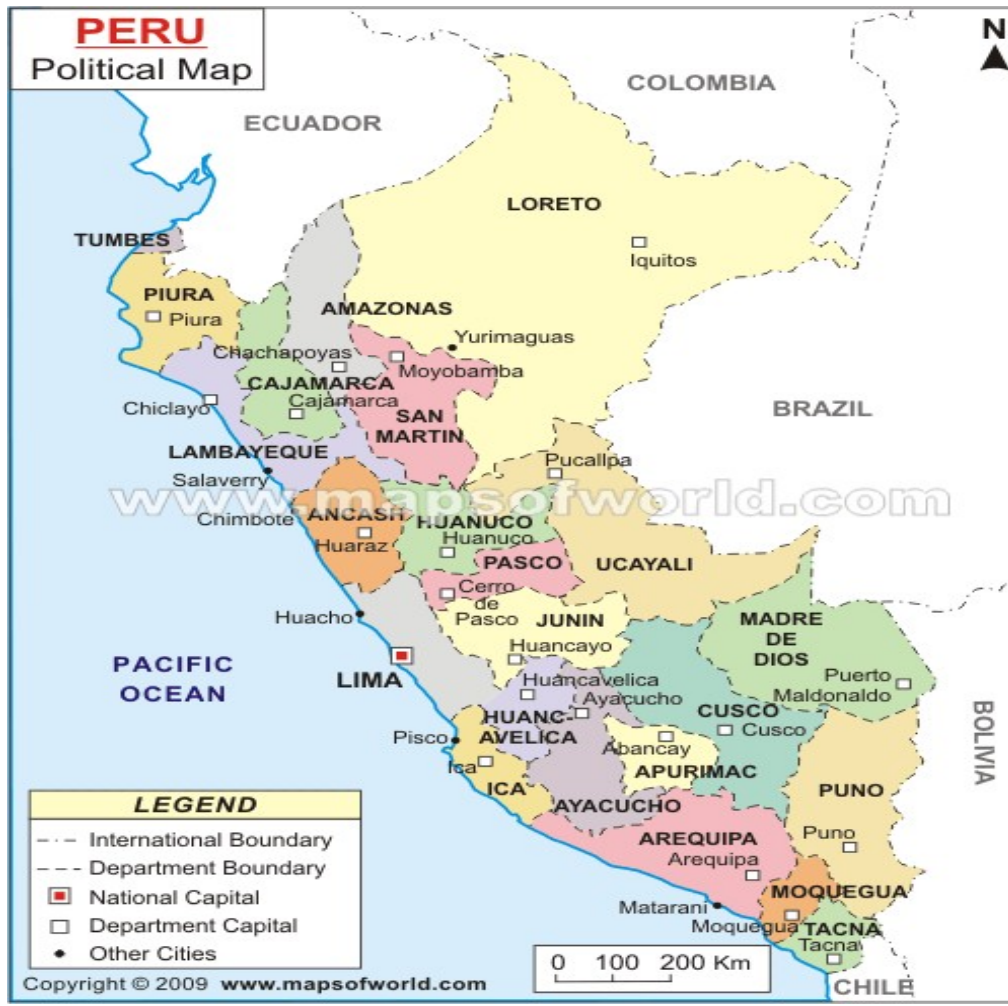 PERU
Political Map
N
COLOMBIA
ECUADOR
LORETO
Iquitos
TUMBES
PIURA
Piura
AMAZONAS
Yurimaguas
Chachapoyas
Moyobamba
CAJAMARCA
Cajamarca
Chiclayo
SAN
MARTIN
BRAZIL
LAMBAYEQUE
Salaverry
Pucallpa
www.mapsofworld.com
Chimbote
ANCASH
Huaraz
HUANUCO
Huanuco
PASCO
UCAYALI
Cerro
de
Pasco
Huacho
JUNIN
Huancayo
MADRE
DE
DIOS
Puerto
Maldonaldo
PACIFIC
OCEAN
LIMA
Huancavelica
Ayacucho
HUANC-
AVELICA
CUSCO
Cusco
BOLIVIA
Pisco
Ica
ICA
Abancay
APURIMAC
AYACUCHO
PUNO
Puno
AREQUIPA
Arequipa
MOQUEGUA
Matarani
Moquegua
TACNA
Tacna
CHILE
LEGEND
International Boundary
Department Boundary
National Capital
Department Capital
Other Cities
0 100 200 Km
Copyright © 2009 www.mapsofworld.com